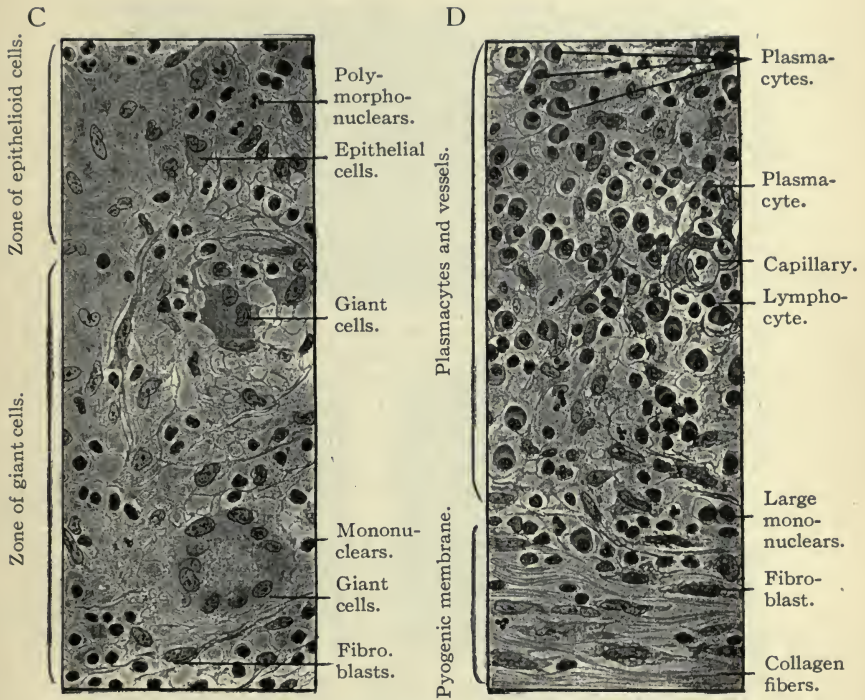 C
Zone of epithelioid cells.
Zone of giant cells.
Poly-
morpho-
nuclears.
Epithelial
cells.
Giant
cells.
Mononu-
clears.
Giant
cells.
Fibro.
blasts.
D
Plasmacytes and vessels.
Pyogenic membrane.
Plasma-
cytes.
Plasma-
cyte.
Capillary.
Lympho-
cyte.
Large
mono-
nuclears.
Fibro-
blast.
Collagen
fibers.